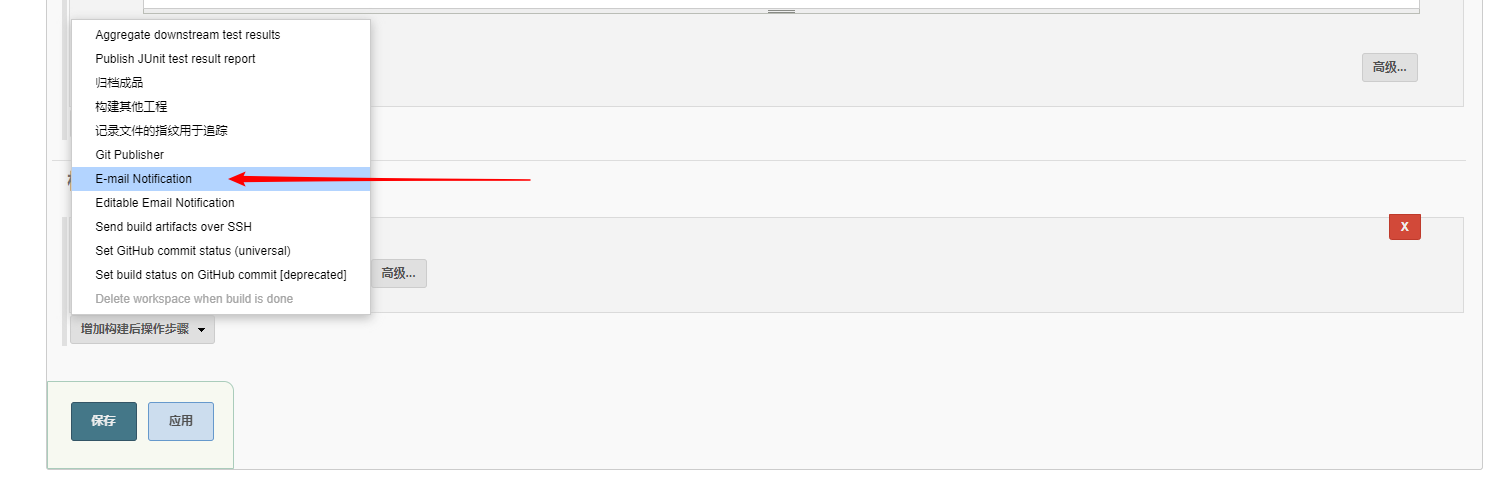 Aggregate downstream test results
Publish JUnit test result report
高级...
归档成品
构建其他工程
记录文件的指纹用于追踪
Git Publisher
E-mail Notification
Editable Email Notification
Send build artifacts over SSH
X
Set GitHub commit status (universal)
Set build status on GitHub commit [deprecated]
高级...
Delete workspace when build is done
增加构建后操作步骤
保存
应用